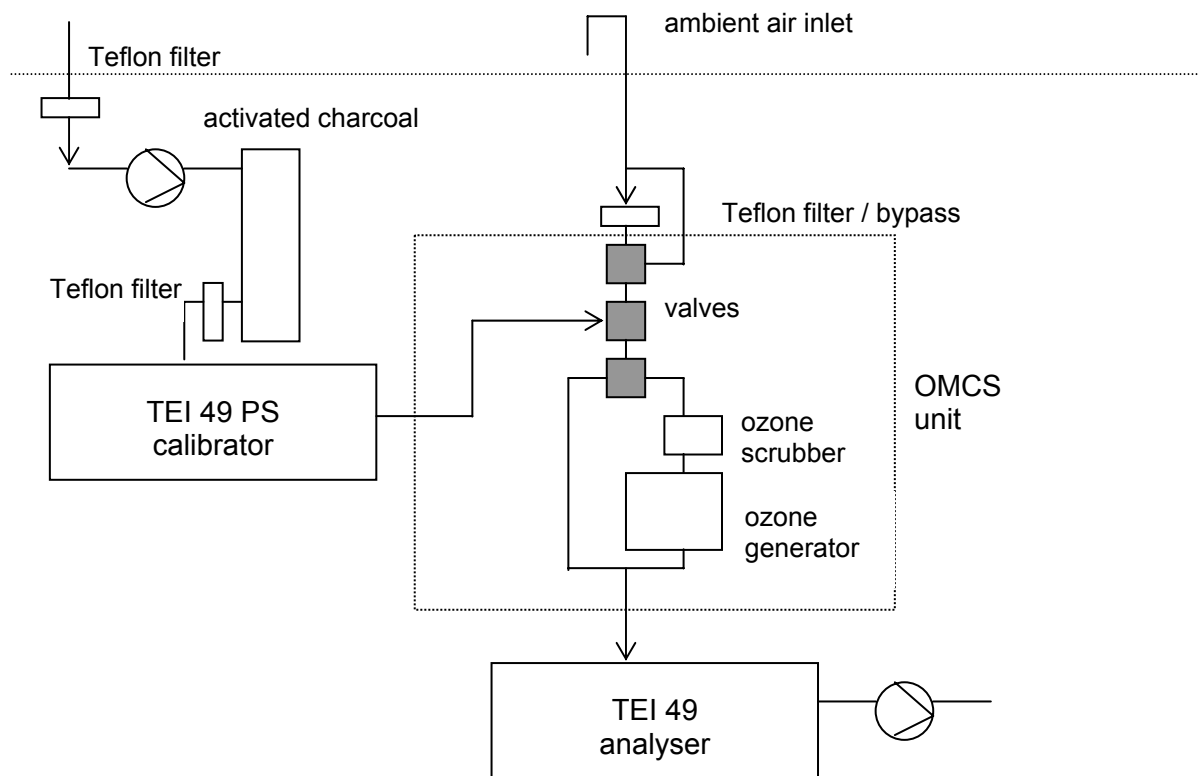 ambient air inlet
Teflon filter
activated charcoal
Teflon filter / bypass
Teflon filter
valves
TEI 49 PS
calibrator
OMCS
unit
ozone
scrubber
ozone
generator
TEI 49
analyser